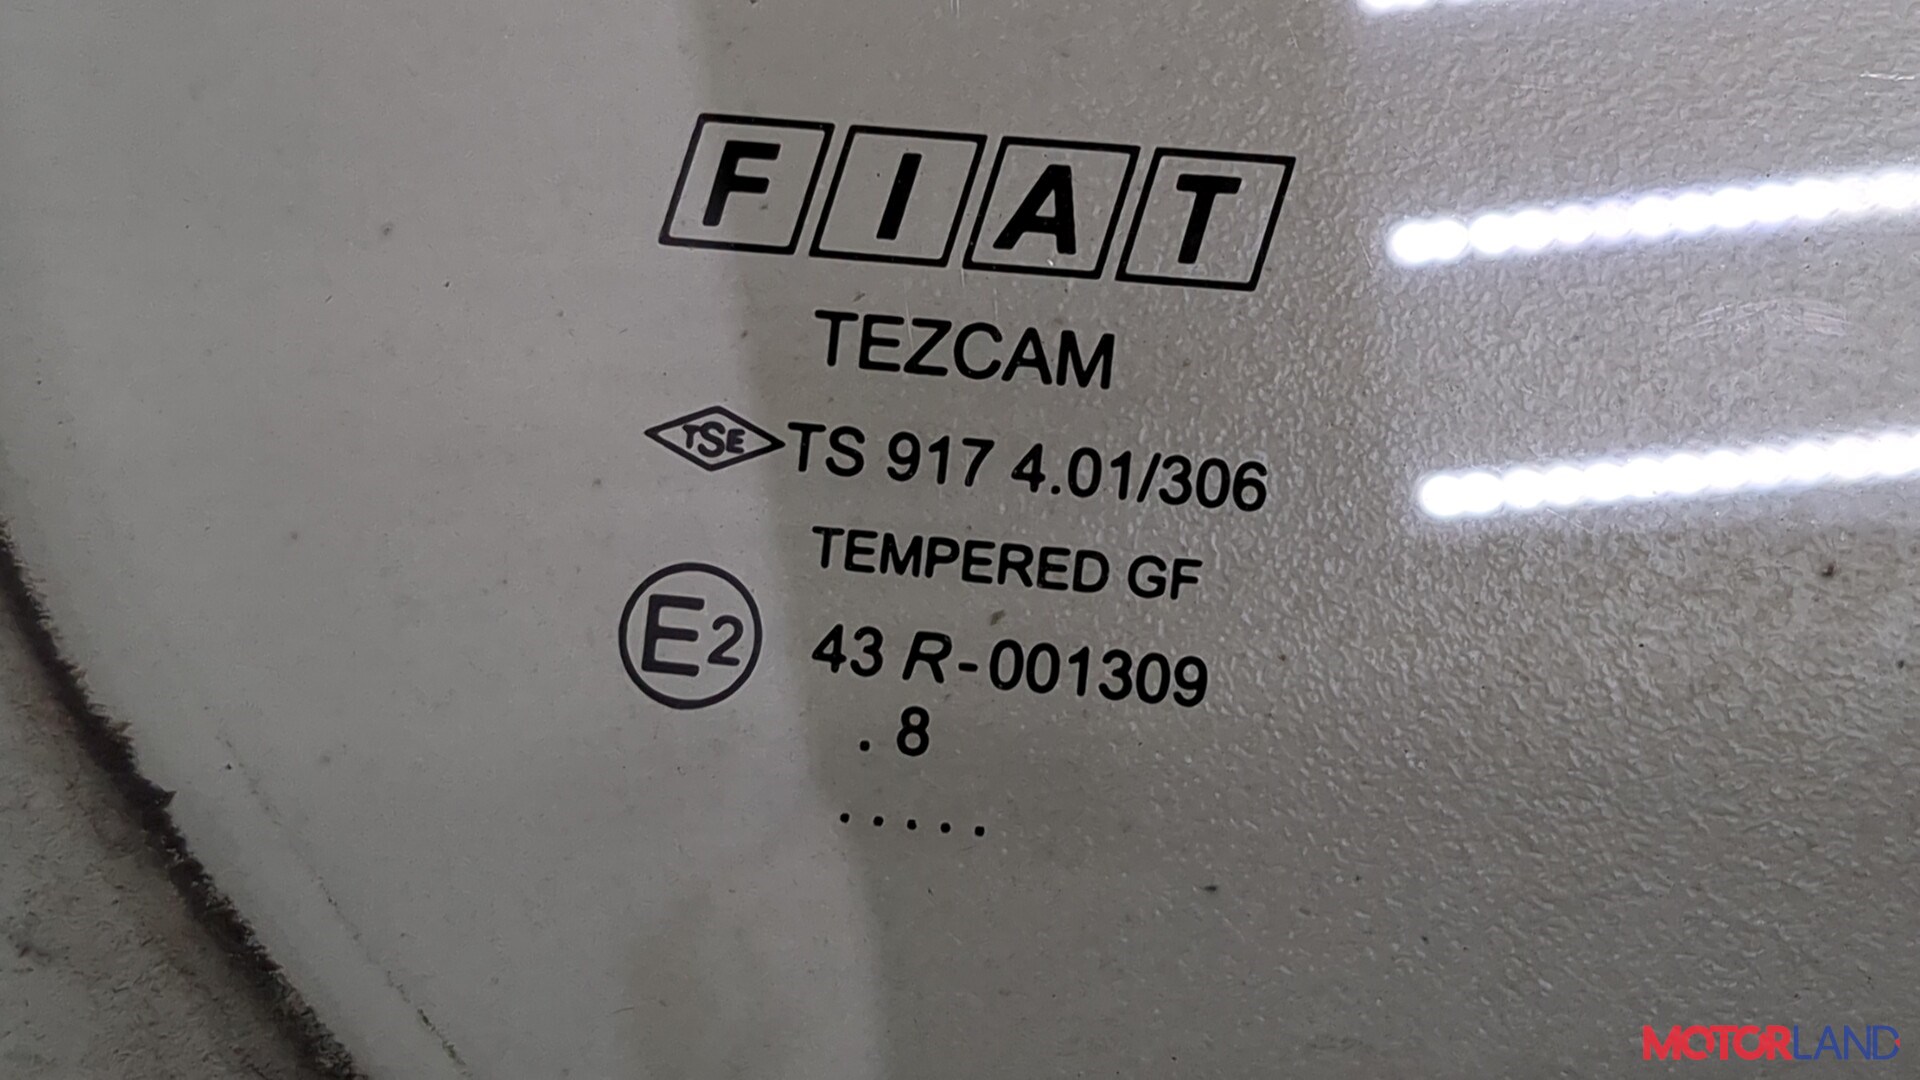 FIAT
TEZCAM
TSE TS 917 4.01/306
TEMPERED GF
E2 43 R-001309
. 8
.....
MOTORLAND